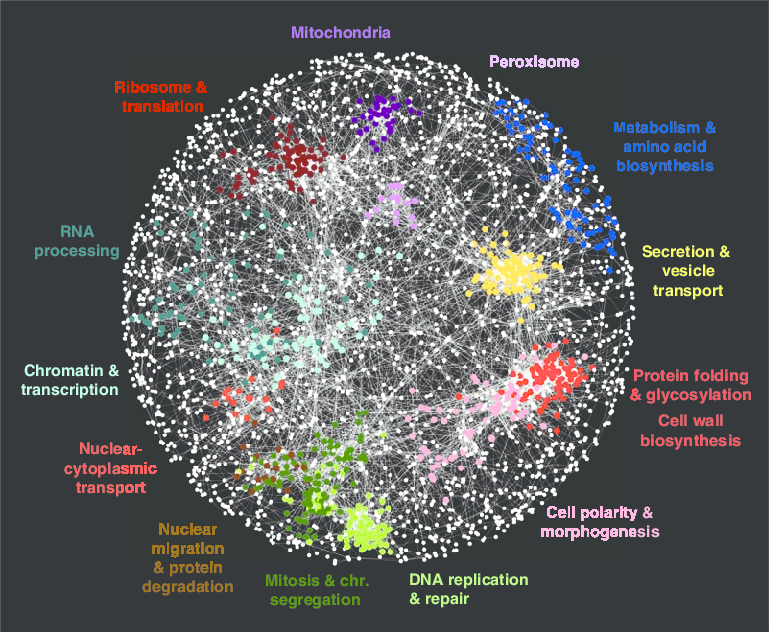 Mitochondria
Peroxisome
Ribosome &
translation
Metabolism &
amino acid
biosynthesis
RNA
processing
Secretion &
vesicle
transport
Chromatin &
transcription
Protein folding
& glycosylation
Cell wall
biosynthesis
Nuclear-
cytoplasmic
transport
Cell polarity &
morphogenesis
Nuclear
migration
& protein
degradation
Mitosis & chr.
segregation
DNA replication
& repair